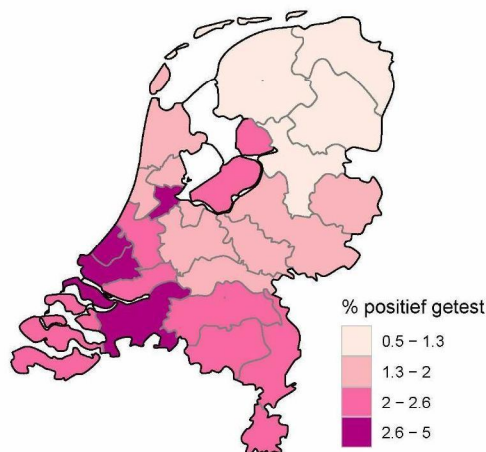 % positief getest
0.5 – 1.3
1.3 – 2
2 – 2.6
2.6 – 5